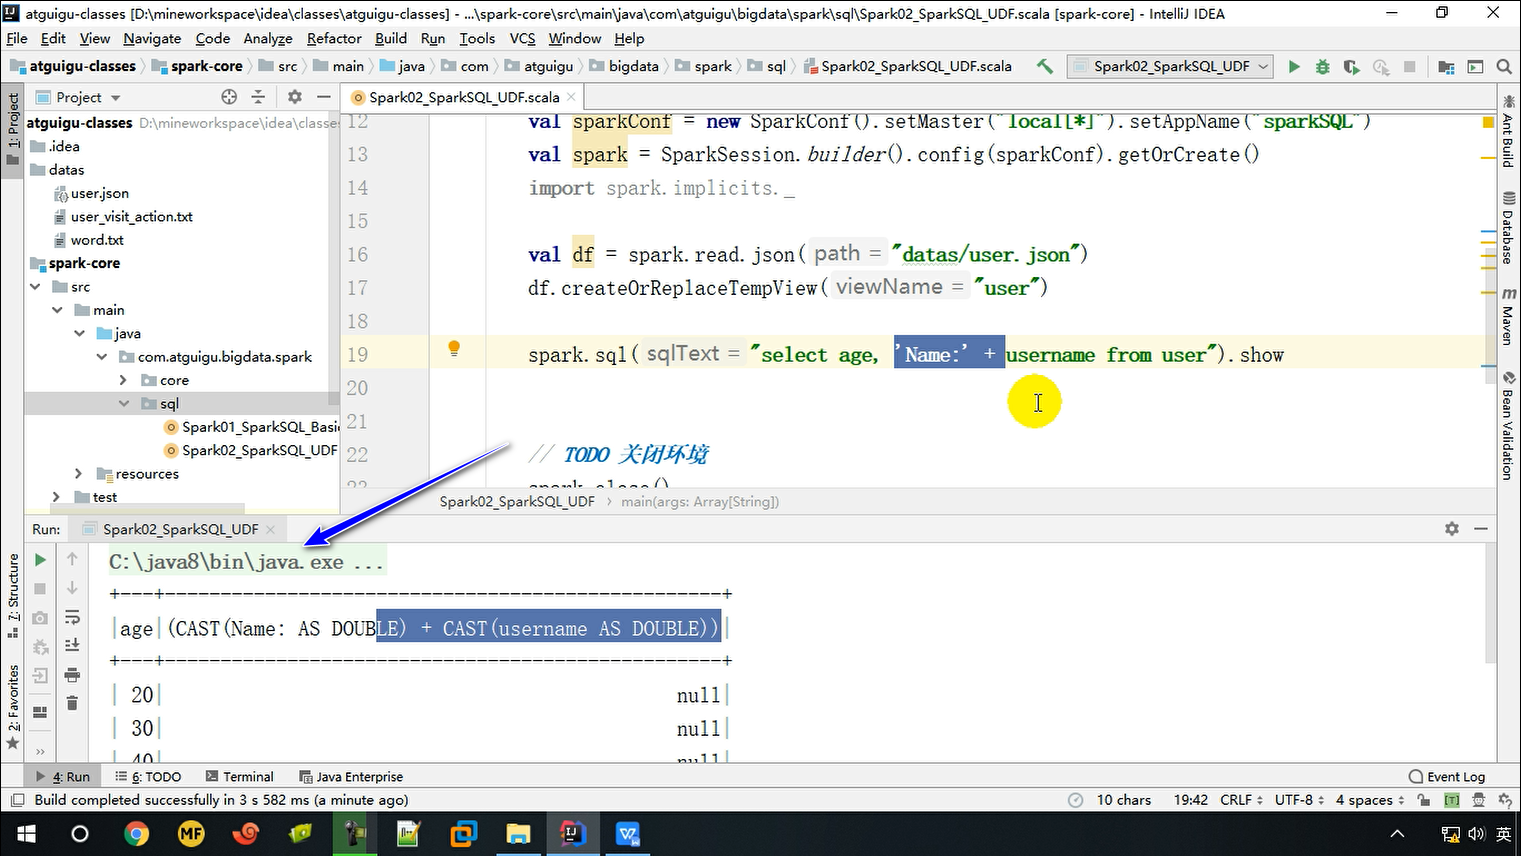 atguigu-classes [D:\mineworkspace\idea\classes\atguigu-classes] - ...\spark-core\src\main\java\com\atguigu\bigdata\spark\sql\Spark02_SparkSQL_UDF.scala [spark-core] - IntelliJ IDEA
File Edit View Navigate Code Analyze Refactor Build Run Tools VCS Window Help
atguigu-classes spark-core src main java com atguigu bigdata spark sql Spark02_SparkSQL_UDF.scala Spark02_SparkSQL_UDF
Project
Spark02_SparkSQL_UDF.scala
1: Project
atguigu-classes D:\mineworkspace\idea\classe
.idea
datas
user.json
user_visit_action.txt
word.txt
spark-core
src
main
java
com.atguigu.bigdata.spark
core
sql
Spark01_SparkSQL_Basi
Spark02_SparkSQL_UDF
resources
test
12 val sparkConf = new SparkConf().setMaster("local[*]").setAppName("sparkSQL")
13 val spark = SparkSession.builder().config(sparkConf).getOrCreate()
14 import spark.implicits._
15
16 val df = spark.read.json( path = "datas/user.json")
17 df.createOrReplaceTempView( viewName = "user")
18
19 spark.sql( sqlText = "select age, 'Name:' + username from user").show
20
21
22 // TODO 关闭环境
23 spark.close()
Spark02_SparkSQL_UDF main(args: Array[String])
Ant Build
Database
m Maven
Bean Validation
Run: Spark02_SparkSQL_UDF
C:\java8\bin\java.exe ...
+---+--------------------------------------------------+
|age|(CAST(Name: AS DOUBLE) + CAST(username AS DOUBLE))|
+---+--------------------------------------------------+
| 20| null|
| 30| null|
| 40| null|
7: Structure
2: Favorites
4: Run 6: TODO Terminal Java Enterprise Event Log
Build completed successfully in 3 s 582 ms (a minute ago) 10 chars 19:42 CRLF UTF-8 4 spaces
MF 英